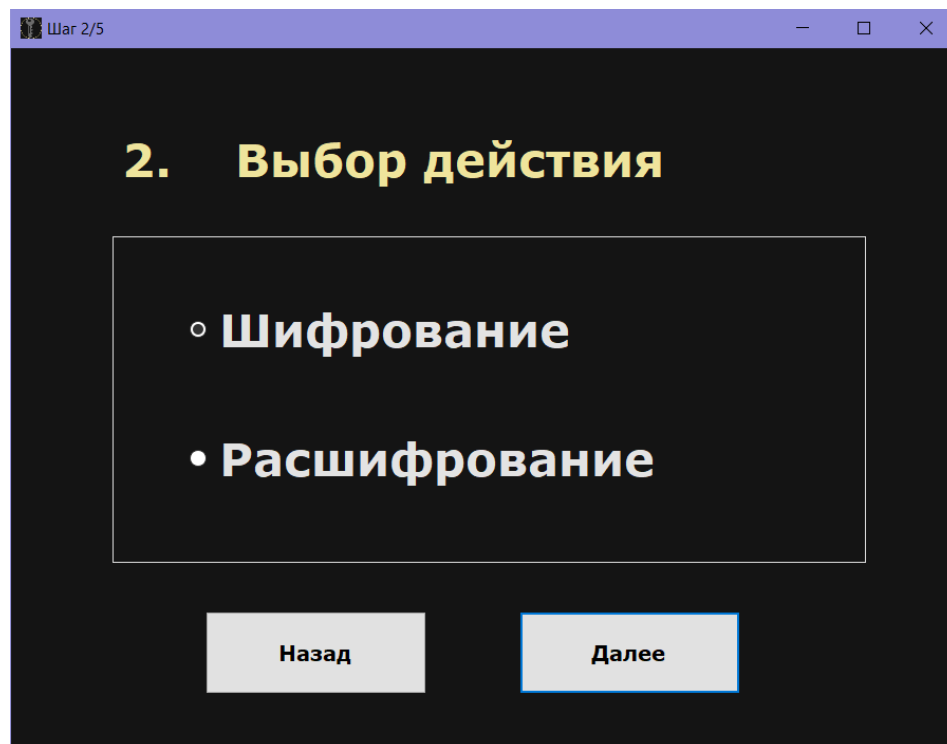 Шаг 2/5
2. Выбор действия
Шифрование
Расшифрование
Назад Далее